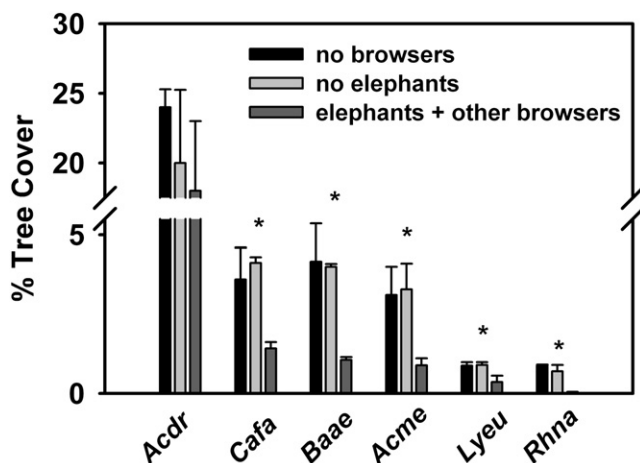 30
no browsers
no elephants
25
elephants + other browsers
20
% Tree Cover
*
*
*
5
*
*
0
Acdr
Cafa
Baae
Acme
Lyeu
Rhna